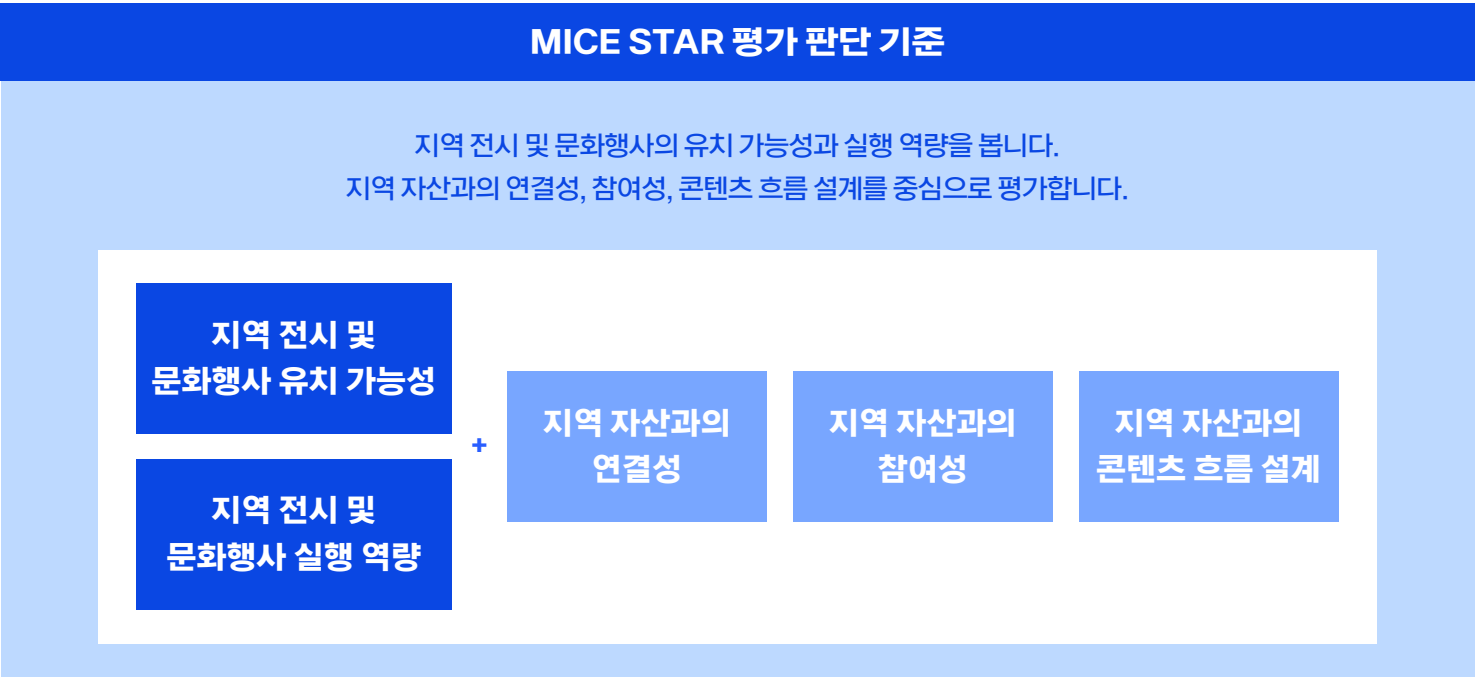 MICE STAR 평가 판단 기준
지역 전시 및 문화행사의 유치 가능성과 실행 역량을 봅니다.
지역 자산과의 연결성, 참여성, 콘텐츠 흐름 설계를 중심으로 평가합니다.
지역 전시 및
문화행사 유치 가능성
지역 전시 및
문화행사 실행 역량
+
지역 자산과의
연결성
지역 자산과의
참여성
지역 자산과의
콘텐츠 흐름 설계